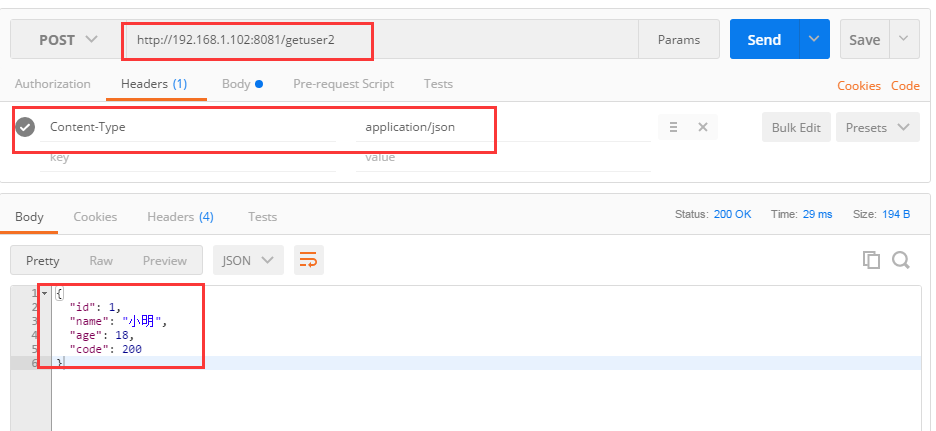 POST http://192.168.1.102:8081/getuser2 Params Send Save
Authorization Headers (1) Body Pre-request Script Tests Cookies Code
Content-Type application/json Bulk Edit Presets
key value
Body Cookies Headers (4) Tests Status: 200 OK Time: 29 ms Size: 194 B
Pretty Raw Preview JSON
1 {
2 "id": 1,
3 "name": "小明",
4 "age": 18,
5 "code": 200
6 }